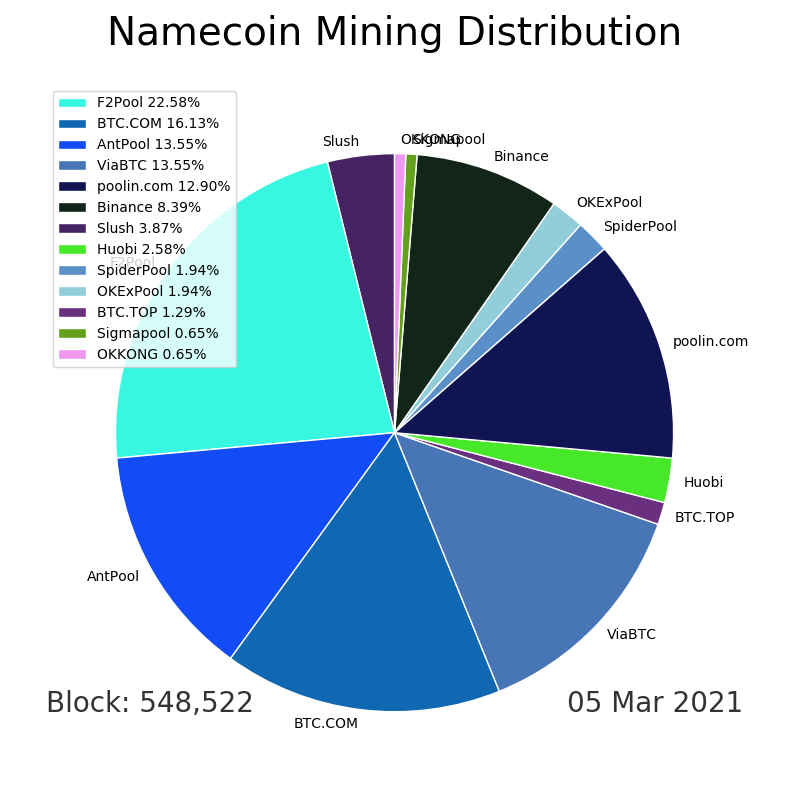 Namecoin Mining Distribution
F2Pool 22.58%
BTC.COM 16.13%
AntPool 13.55%
ViaBTC 13.55%
poolin.com 12.90%
Binance 8.39%
Slush 3.87%
Huobi 2.58%
SpiderPool 1.94%
OKExPool 1.94%
BTC.TOP 1.29%
Sigmapool 0.65%
OKKONG 0.65%
Slush
OKKONG
Sigmapool
Binance
OKExPool
SpiderPool
F2Pool
poolin.com
Huobi
BTC.TOP
AntPool
ViaBTC
BTC.COM
Block: 548,522
05 Mar 2021